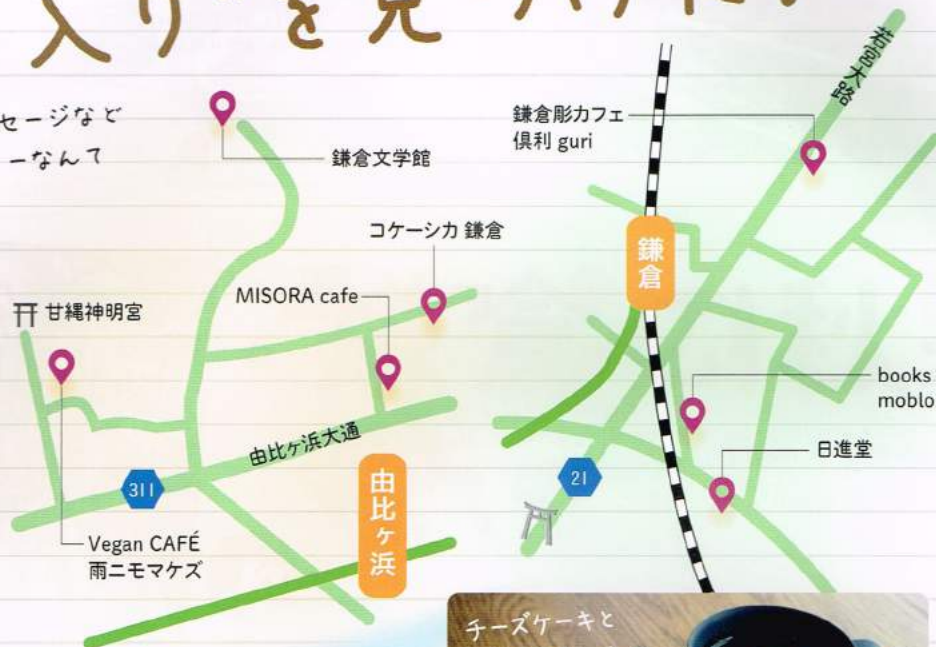 入り
を見
セージなど
ーなんて
鎌倉文学館
コケーシカ 鎌倉
MISORA cafe
甘縄神明宮
由比ヶ浜大通
311
由比ヶ浜
Vegan CAFÉ
雨ニモマケズ
若宮大路
鎌倉彫カフェ
倶利 guri
鎌倉
books
moblo
日進堂
21
チーズケーキと